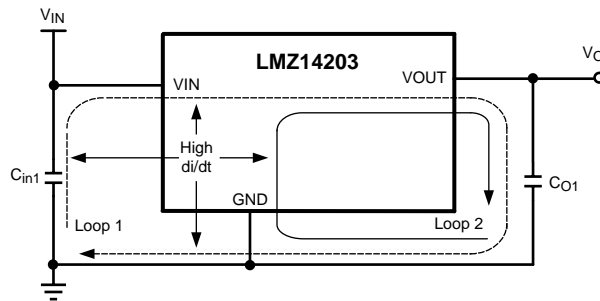 VIN
LMZ14203
VIN
VOUT
High
di/dt
Cin1
GND
CO1
Loop 1
Loop 2